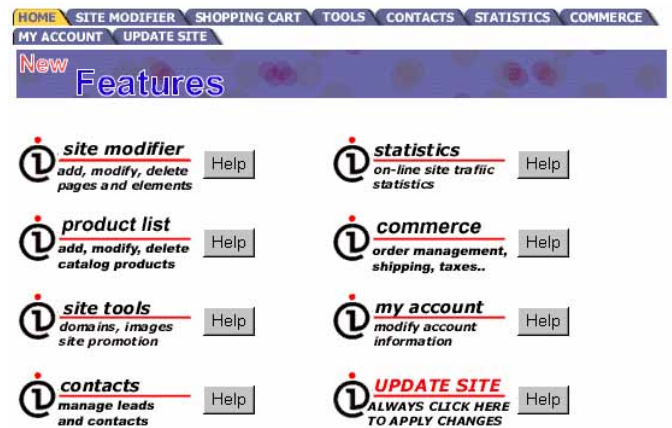 HOME SITE MODIFIER SHOPPING CART TOOLS CONTACTS STATISTICS COMMERCE
MY ACCOUNT UPDATE SITE
New
Features
site modifier
add, modify, delete
pages and elements
Help
statistics
on-line site trafiic
statistics
Help
product list
add, modify, delete
catalog products
Help
commerce
order management,
shipping, taxes..
Help
site tools
domains, images
site promotion
Help
my account
modify account
information
Help
contacts
manage leads
and contacts
Help
UPDATE SITE
ALWAYS CLICK HERE
TO APPLY CHANGES
Help